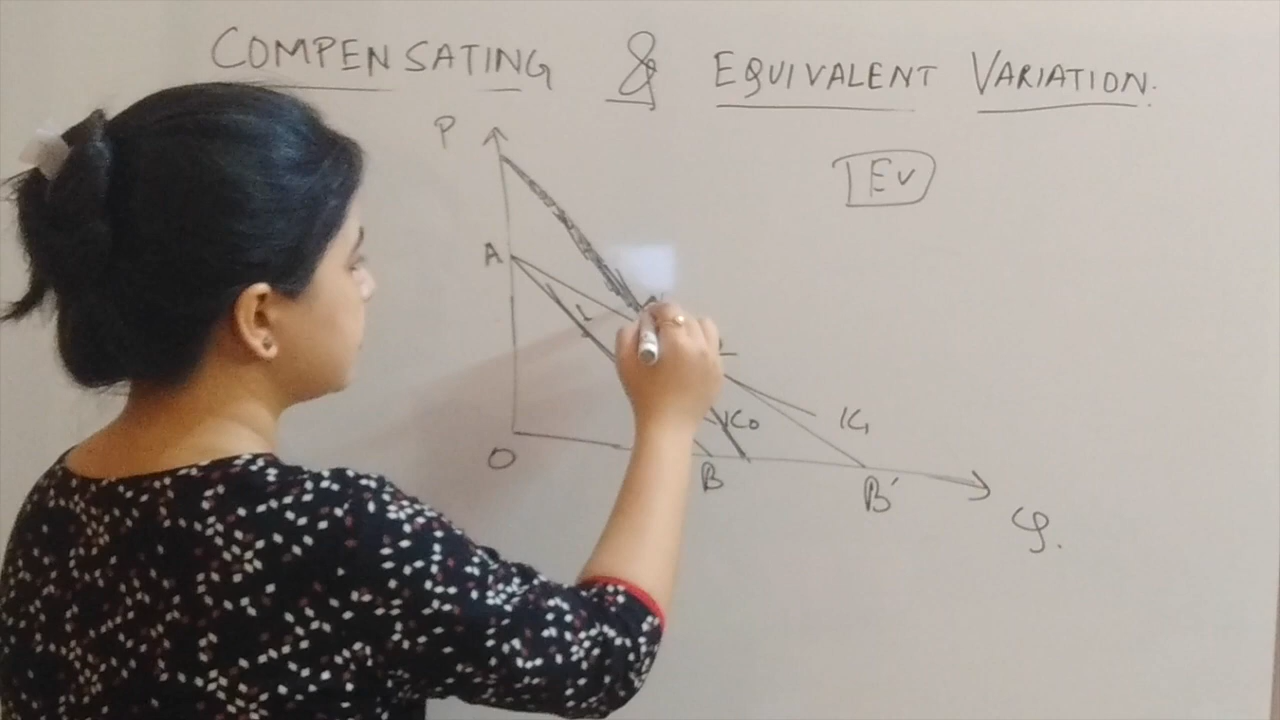 COMPENSATING & EQUIVALENT VARIATION.
P
EV
A
L
IC0 IC1
O B B'
Q.